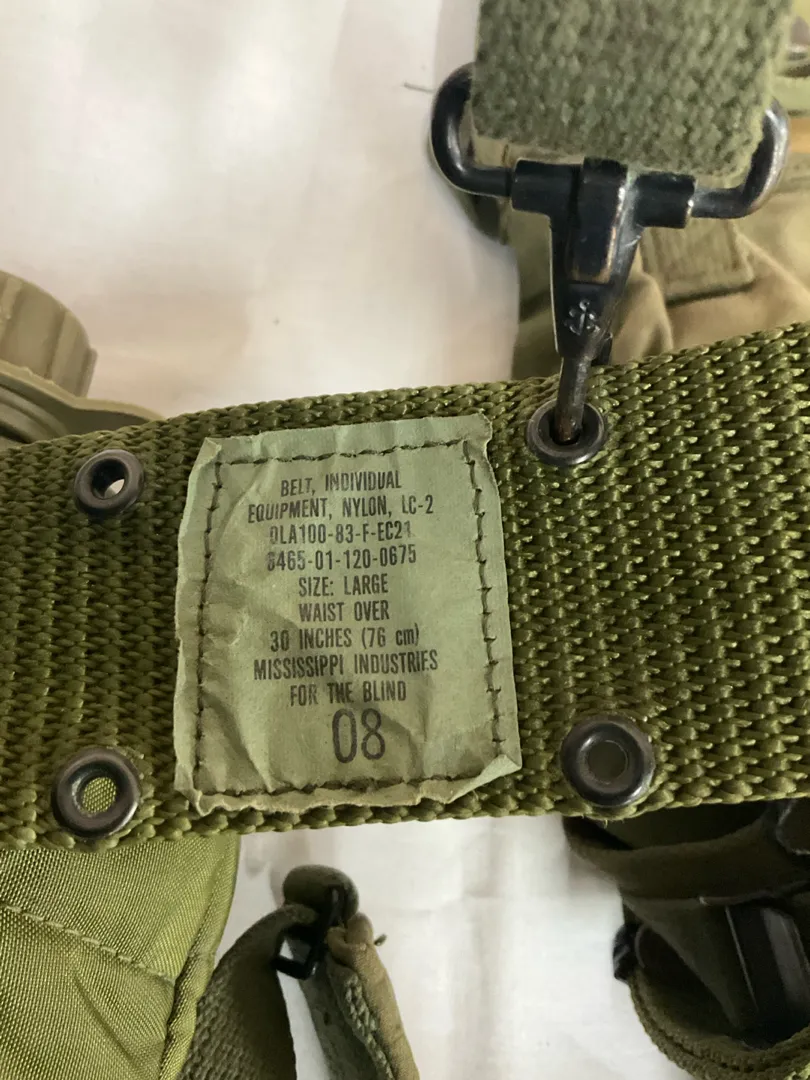 BELT, INDIVIDUAL
EQUIPMENT, NYLON, LC-2
DLA100-83-F-EC21
8465-01-120-0675
SIZE: LARGE
WAIST OVER
30 INCHES (76 cm)
MISSISSIPPI INDUSTRIES
FOR THE BLIND
08